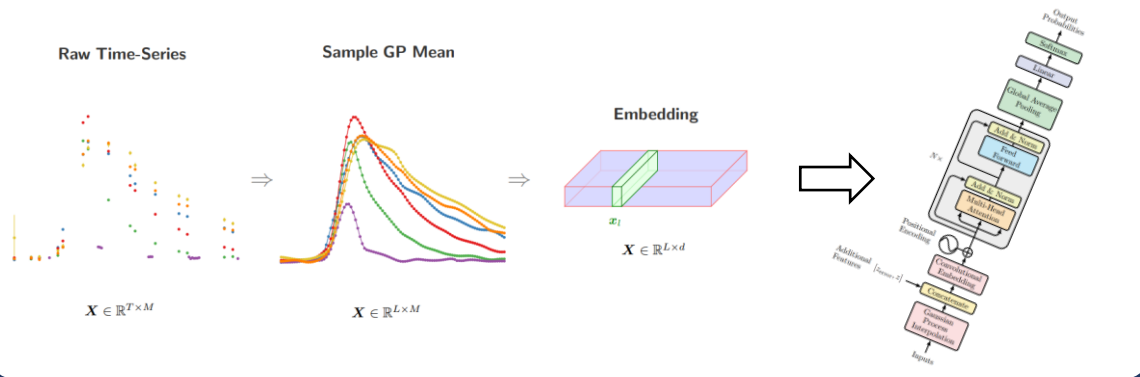 Raw Time-Series
Sample GP Mean
Embedding
⇒
⇒
x_l
X ∈ ℝ^{T×M}
X ∈ ℝ^{L×M}
X ∈ ℝ^{L×d}
Output
Probabilities
Softmax
Linear
Global Average
Pooling
Add & Norm
Feed
Forward
N×
Add & Norm
Multi-Head
Attention
Positional
Encoding
Additional
Features
Convolutional
Embedding
Concatenate
Gaussian
Process
Interpolation
Inputs